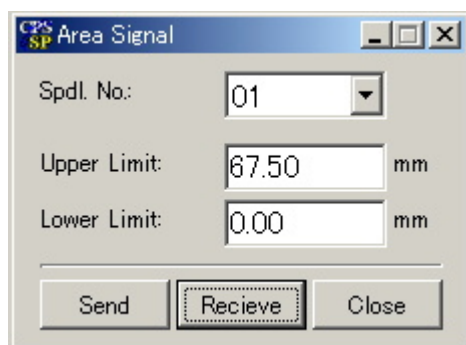 CPS SP Area Signal
Spdl. No.: 01
Upper Limit: 67.50 mm
Lower Limit: 0.00 mm
Send Recieve Close